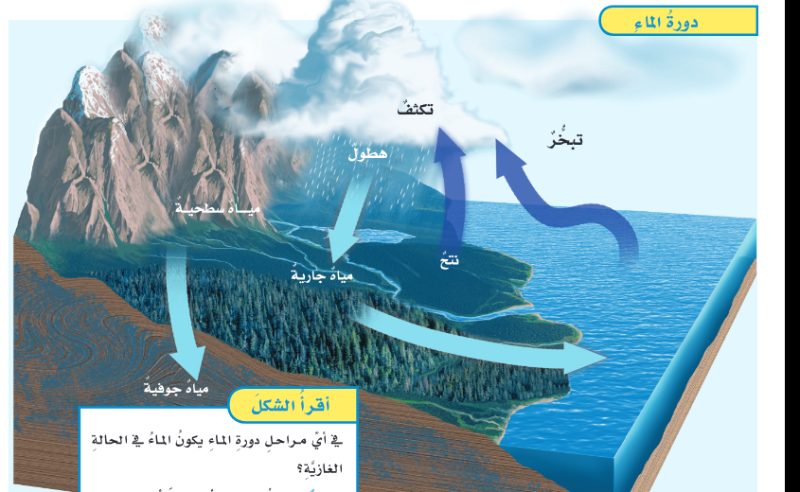 دورةُ الماءِ
تكثفٌ
تبخُّرٌ
هطولٌ
مياهٌ سطحيةٌ
نتحٌ
مياهٌ جاريةٌ
مياهٌ جوفيةٌ
أقرأُ الشكلَ
في أيِّ مراحلِ دورةِ الماءِ يكونُ الماءُ في الحالةِ
الغازيَّةِ؟